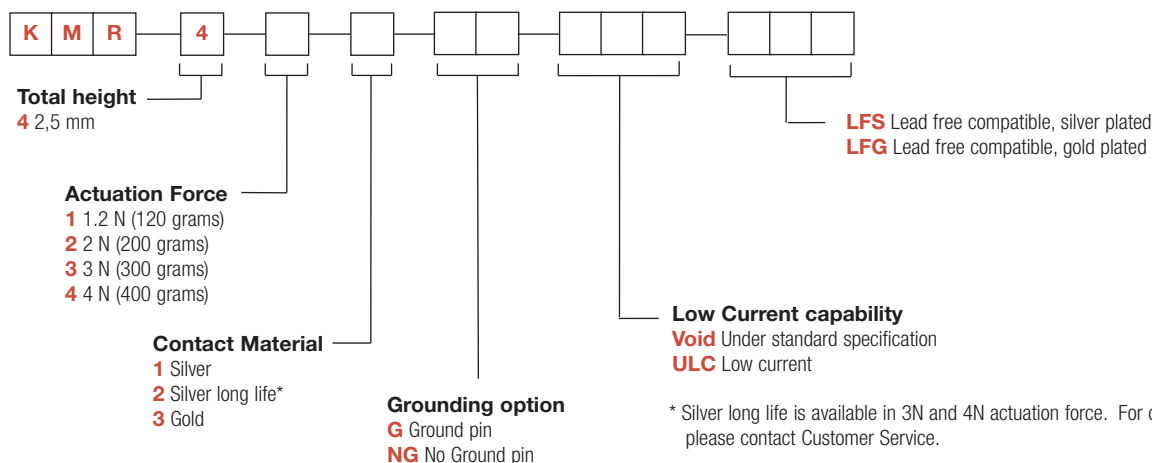 K M R 4
Total height
4 2,5 mm
LFS Lead free compatible, silver plated
LFG Lead free compatible, gold plated
Actuation Force
1 1.2 N (120 grams)
2 2 N (200 grams)
3 3 N (300 grams)
4 4 N (400 grams)
Low Current capability
Void Under standard specification
ULC Low current
Contact Material
1 Silver
2 Silver long life*
3 Gold
Grounding option
G Ground pin
NG No Ground pin
* Silver long life is available in 3N and 4N actuation force. For
please contact Customer Service.